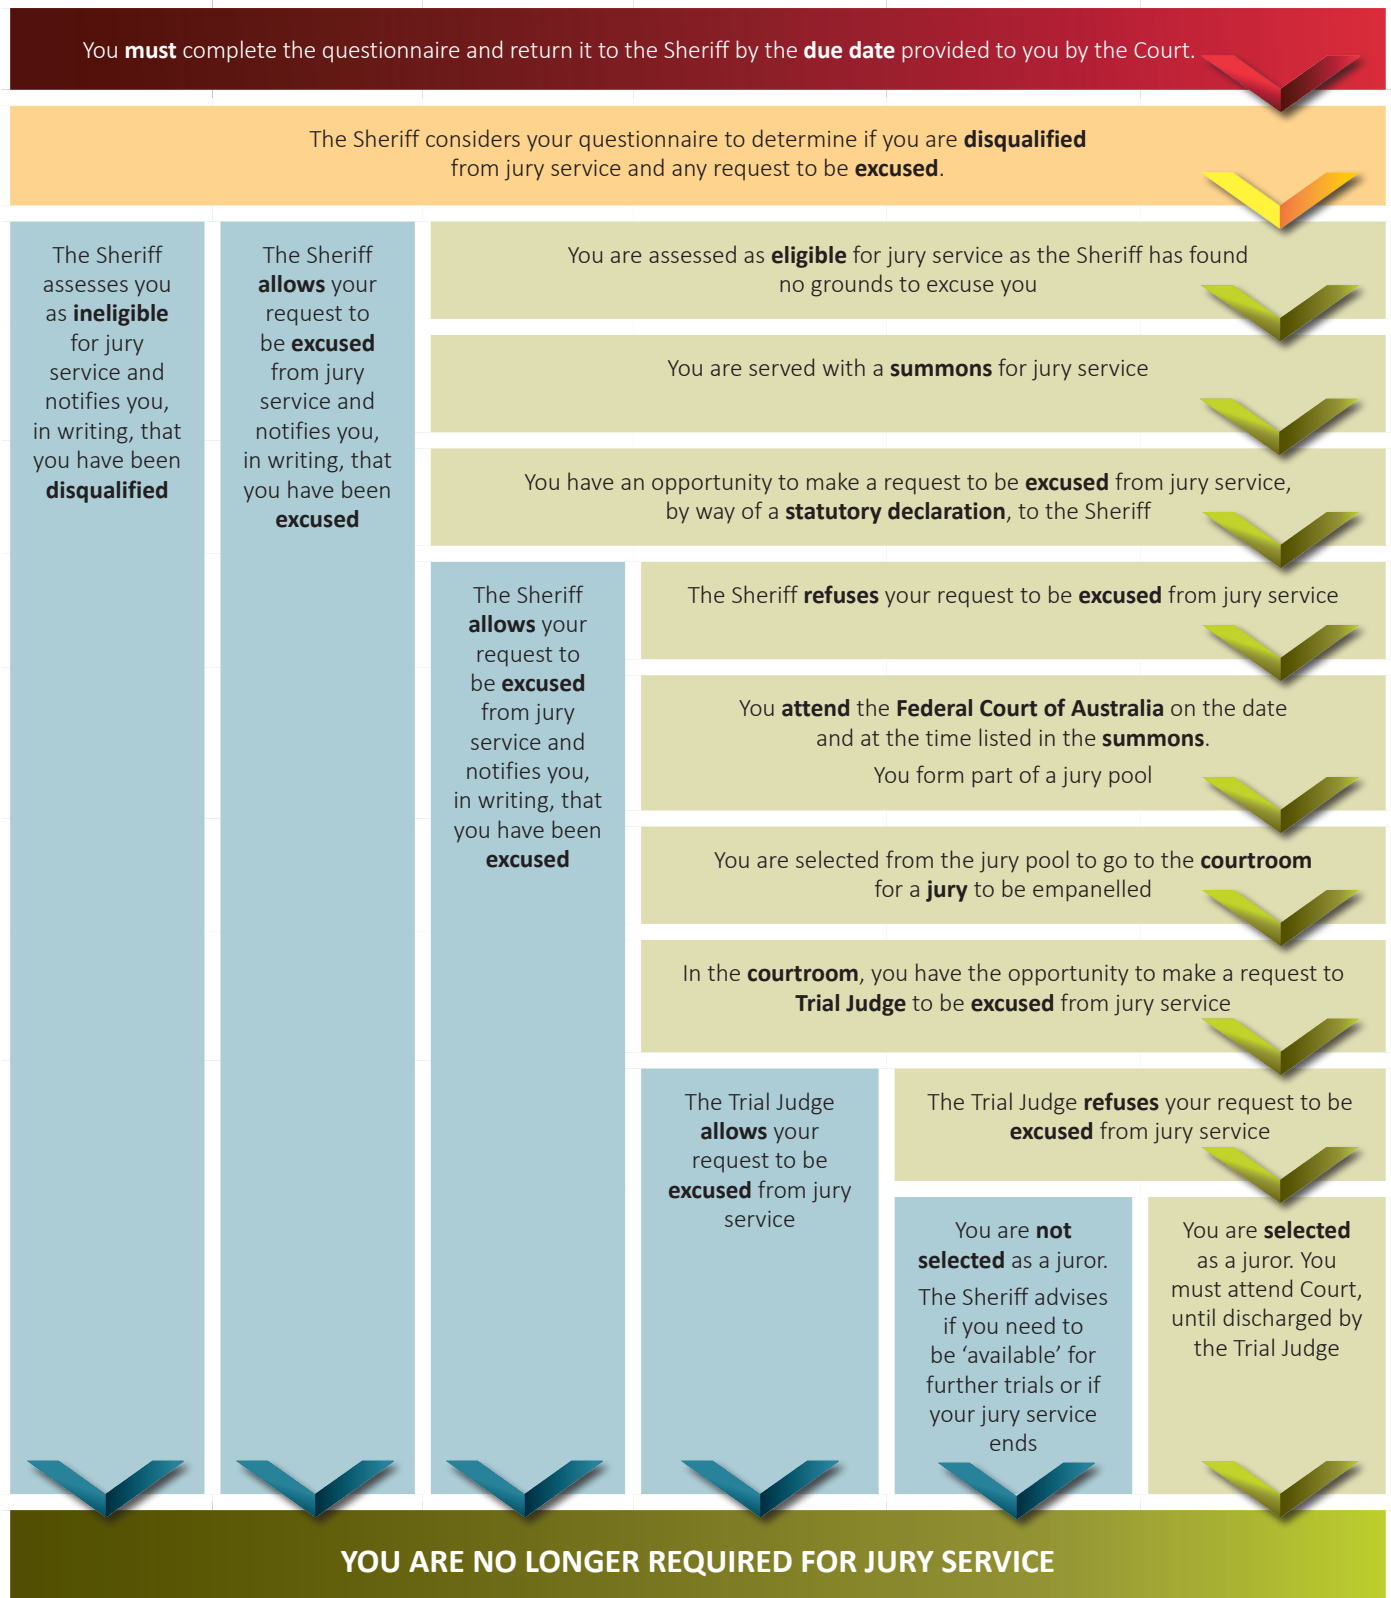 You must complete the questionnaire and return it to the Sheriff by the due date provided to you by the Court.
The Sheriff considers your questionnaire to determine if you are disqualified
from jury service and any request to be excused.
The Sheriff
assesses you
as ineligible
for jury
service and
notifies you,
in writing, that
you have been
disqualified
The Sheriff
allows your
request to
be excused
from jury
service and
notifies you,
in writing, that
you have been
excused
You are assessed as eligible for jury service as the Sheriff has found
no grounds to excuse you
You are served with a summons for jury service
You have an opportunity to make a request to be excused from jury service,
by way of a statutory declaration, to the Sheriff
The Sheriff
allows your
request to
be excused
from jury
service and
notifies you,
in writing, that
you have been
excused
The Sheriff refuses your request to be excused from jury service
You attend the Federal Court of Australia on the date
and at the time listed in the summons.
You form part of a jury pool
You are selected from the jury pool to go to the courtroom
for a jury to be empanelled
In the courtroom, you have the opportunity to make a request to
Trial Judge to be excused from jury service
The Trial Judge
allows your
request to be
excused from jury
service
The Trial Judge refuses your request to be
excused from jury service
You are not
selected as a juror.
The Sheriff advises
if you need to
be ‘available’ for
further trials or if
your jury service
ends
You are selected
as a juror. You
must attend Court,
until discharged by
the Trial Judge
YOU ARE NO LONGER REQUIRED FOR JURY SERVICE